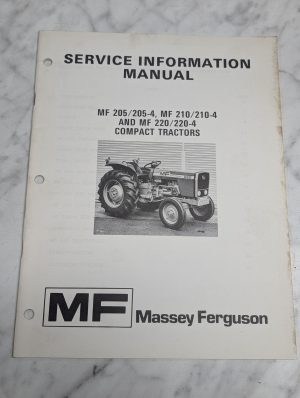 SERVICE INFORMATION
MANUAL
MF 205/205-4, MF 210/210-4
AND MF 220/220-4
COMPACT TRACTORS
MF Massey Ferguson